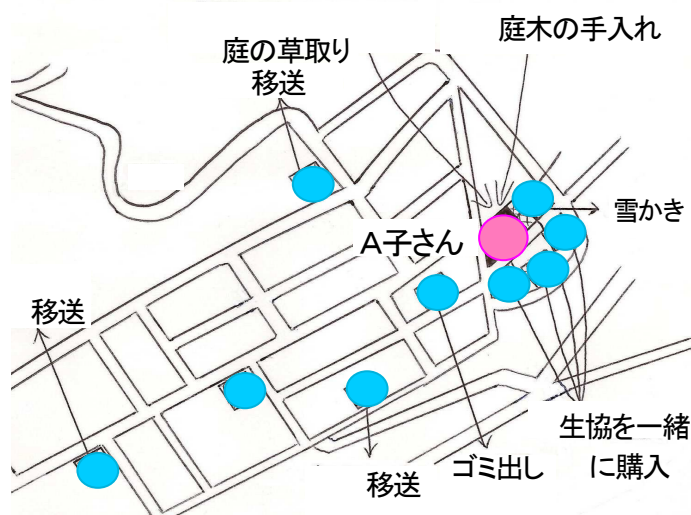 庭の草取り
移送
庭木の手入れ
雪かき
A子さん
移送
移送
ゴミ出し
生協を一緒
に購入